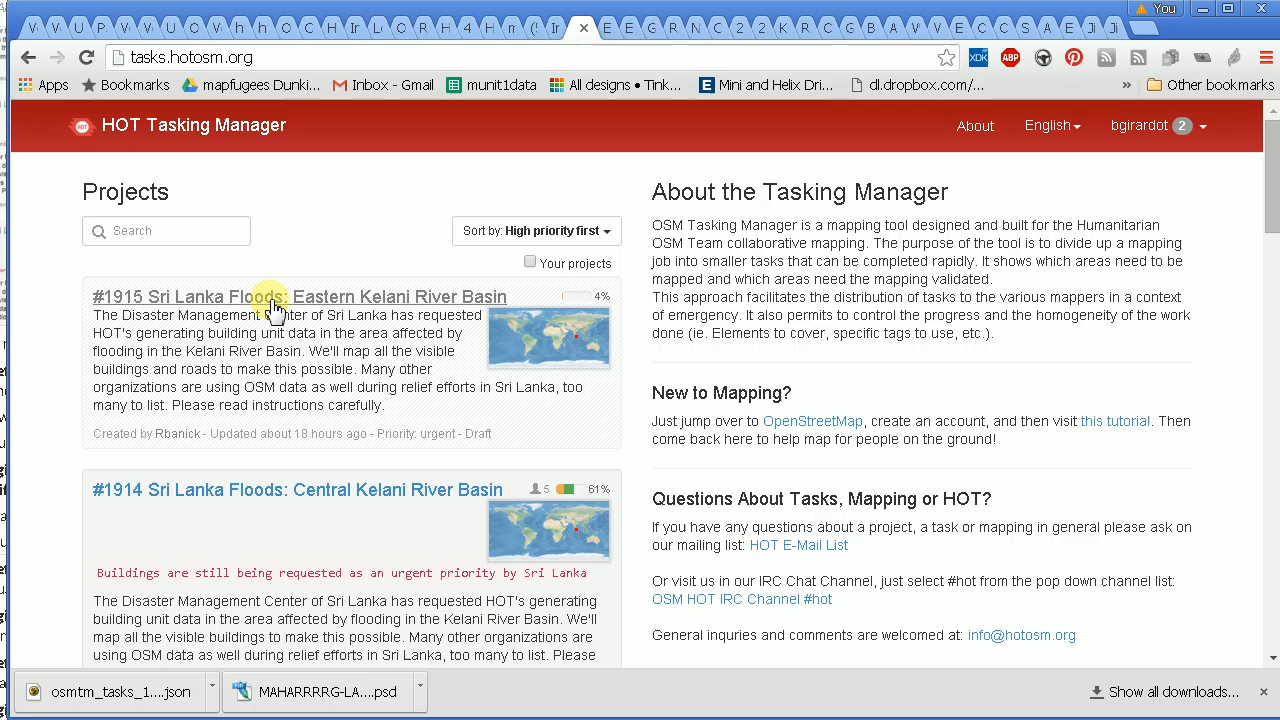 You
V V U P V V V O V h h O C H Ir L O R H 4 H m ( Ir E E G R N C 2 2 K R C 2 A V V E C C S A E Ji Ji
tasks.hotosm.org
XDK ABP
Apps Bookmarks mapfugees Dunki... Inbox - Gmail munit1data All designs • Tink... E Mini and Helix Dri... dl.dropbox.com/... » Other bookmarks
HOT HOT Tasking Manager About English bgirardot 2
Projects
Search
Sort by: High priority first
Your projects
#1915 Sri Lanka Floods: Eastern Kelani River Basin 4%
The Disaster Management Center of Sri Lanka has requested
HOT's generating building unit data in the area affected by
flooding in the Kelani River Basin. We'll map all the visible
buildings and roads to make this possible. Many other
organizations are using OSM data as well during relief efforts in Sri Lanka, too
many to list. Please read instructions carefully.
Created by Rbanick - Updated about 18 hours ago - Priority: urgent - Draft
#1914 Sri Lanka Floods: Central Kelani River Basin 5 61%
Buildings are still being requested as an urgent priority by Sri Lanka
The Disaster Management Center of Sri Lanka has requested HOT's generating
building unit data in the area affected by flooding in the Kelani River Basin. We'll
map all the visible buildings to make this possible. Many other organizations are
using OSM data as well during relief efforts in Sri Lanka, too many to list. Please
About the Tasking Manager
OSM Tasking Manager is a mapping tool designed and built for the Humanitarian
OSM Team collaborative mapping. The purpose of the tool is to divide up a mapping
job into smaller tasks that can be completed rapidly. It shows which areas need to be
mapped and which areas need the mapping validated.
This approach facilitates the distribution of tasks to the various mappers in a context
of emergency. It also permits to control the progress and the homogeneity of the work
done (ie. Elements to cover, specific tags to use, etc.).
New to Mapping?
Just jump over to OpenStreetMap, create an account, and then visit this tutorial. Then
come back here to help map for people on the ground!
Questions About Tasks, Mapping or HOT?
If you have any questions about a project, a task or mapping in general please ask on
our mailing list: HOT E-Mail List
Or visit us in our IRC Chat Channel, just select #hot from the pop down channel list:
OSM HOT IRC Channel #hot
General inquries and comments are welcomed at: info@hotosm.org
osmtm_tasks_1....json MAHARRRRG-LA....psd Show all downloads...